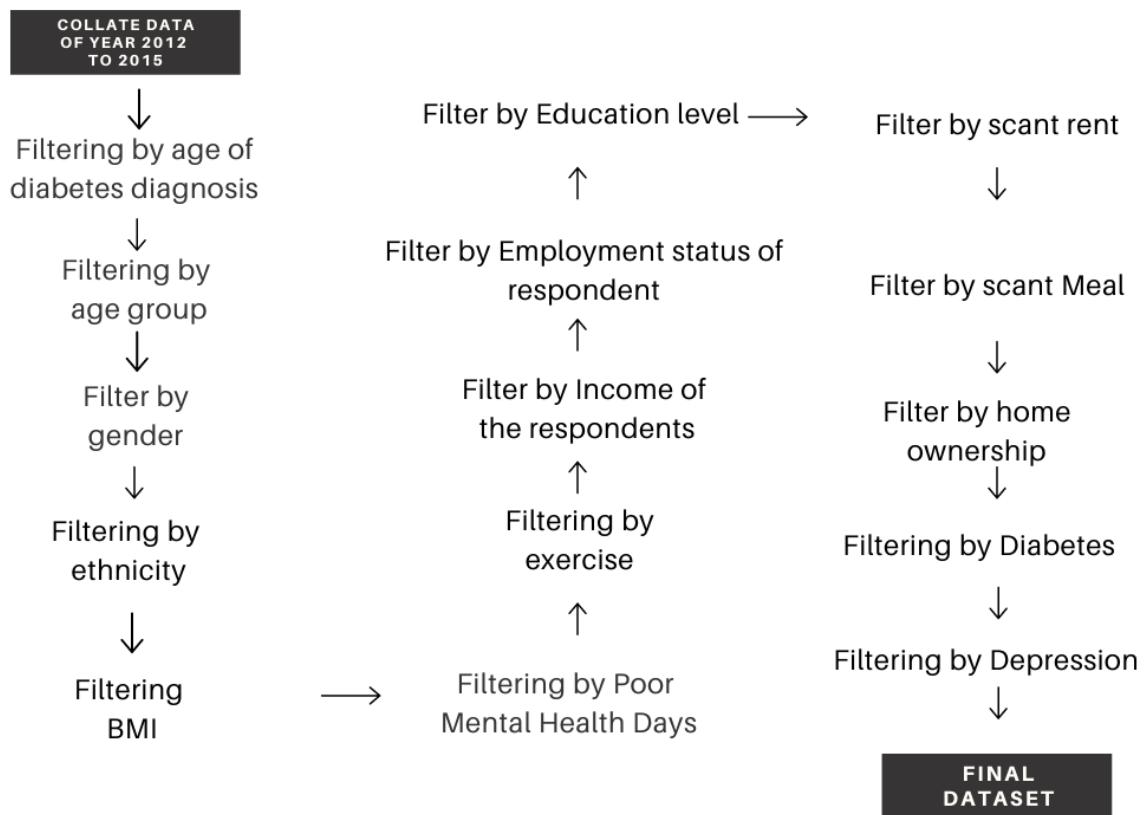 COLLATE DATA
OF YEAR 2012
TO 2015
Filtering by age of
diabetes diagnosis
Filtering by
age group
Filter by
gender
Filtering by
ethnicity
Filtering
BMI
Filtering by Poor
Mental Health Days
Filtering by
exercise
Filter by Income of
the respondents
Filter by Employment status of
respondent
Filter by Education level
Filter by scant rent
Filter by scant Meal
Filter by home
ownership
Filtering by Diabetes
Filtering by Depression
FINAL
DATASET